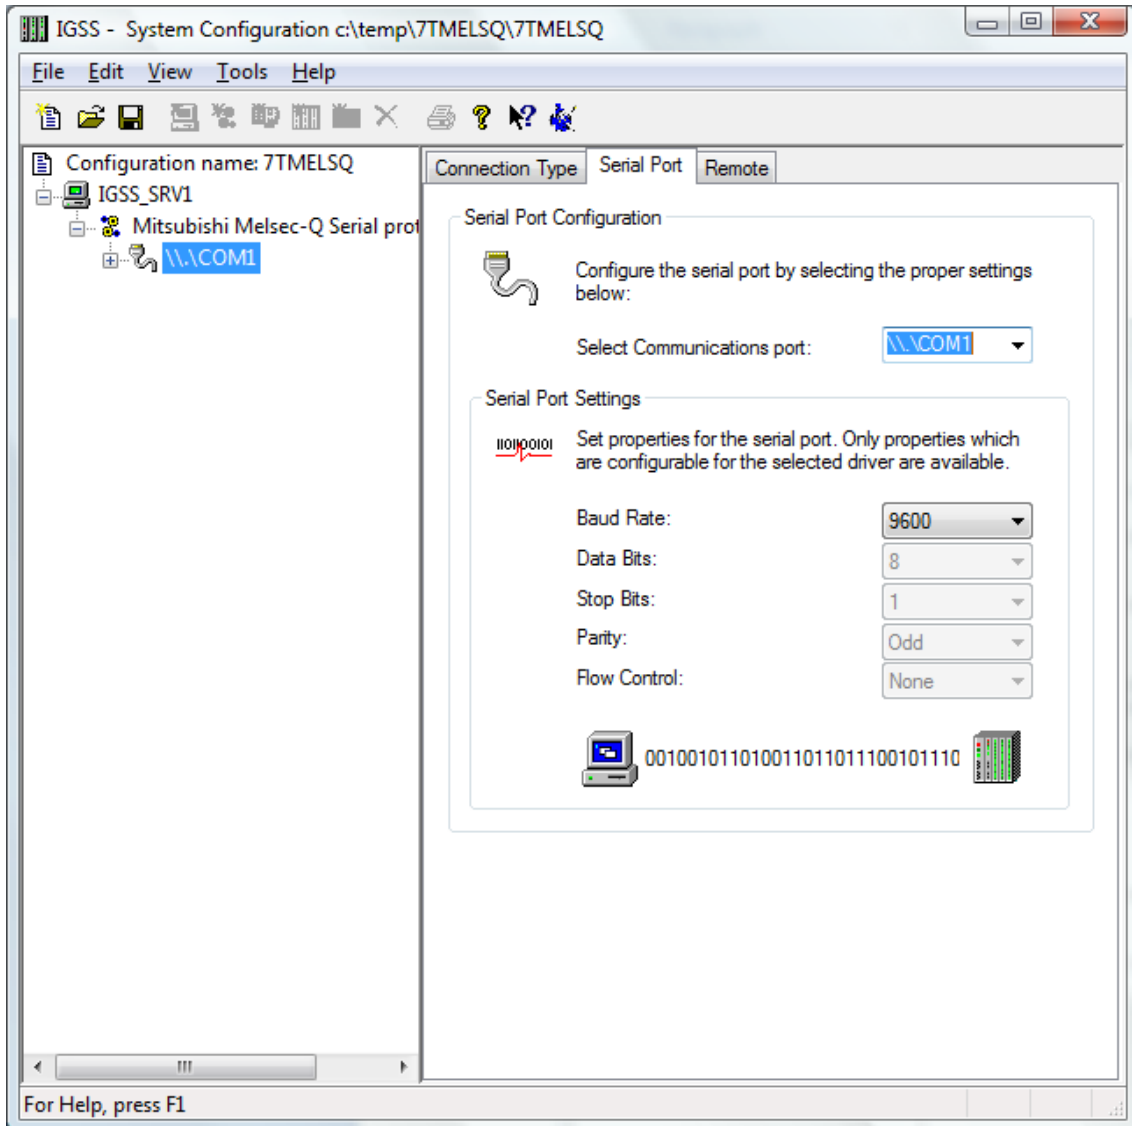 IGSS - System Configuration c:\temp\7TMELSQ\7TMELSQ
File Edit View Tools Help
Configuration name: 7TMELSQ
IGSS_SRV1
Mitsubishi Melsec-Q Serial prot
\\.\COM1
Connection Type Serial Port Remote
Serial Port Configuration
Configure the serial port by selecting the proper settings
below:
Select Communications port: \\.\COM1
Serial Port Settings
Set properties for the serial port. Only properties which
are configurable for the selected driver are available.
Baud Rate: 9600
Data Bits: 8
Stop Bits: 1
Parity: Odd
Flow Control: None
001001011010011011011100101110
For Help, press F1